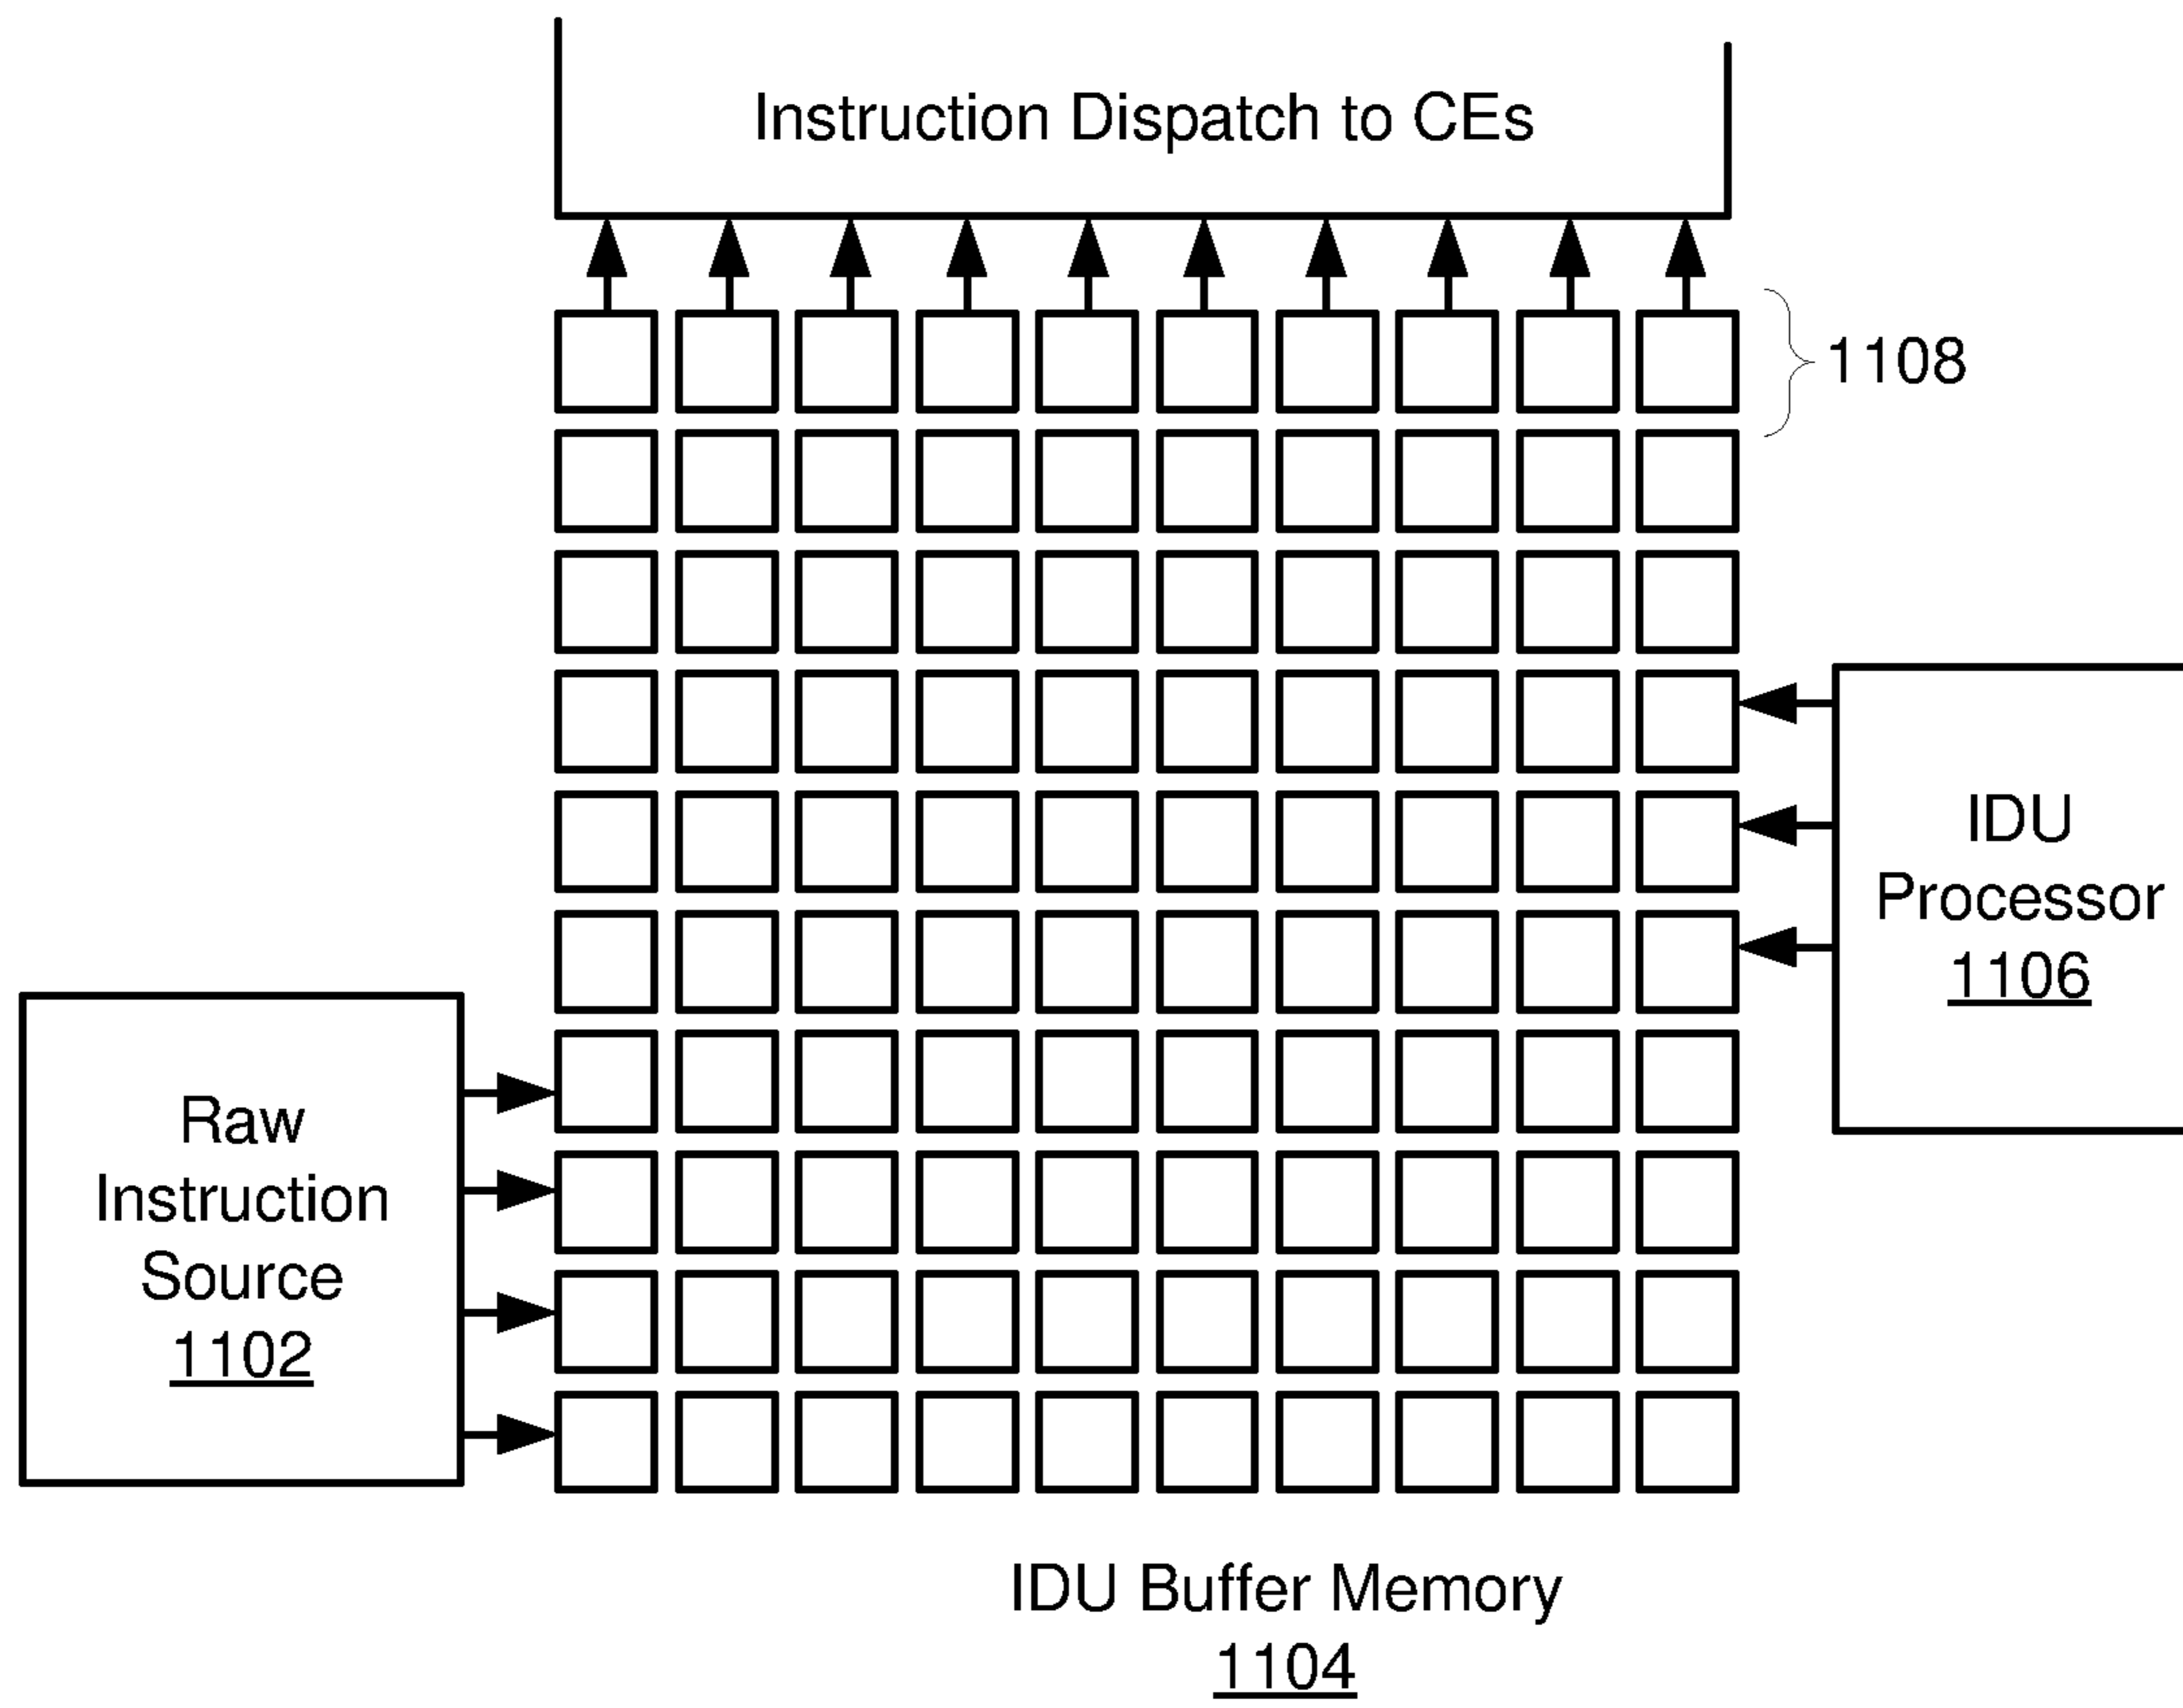 Instruction Dispatch to CEs
1108
IDU
Processor
1106
Raw
Instruction
Source
1102
IDU Buffer Memory
1104